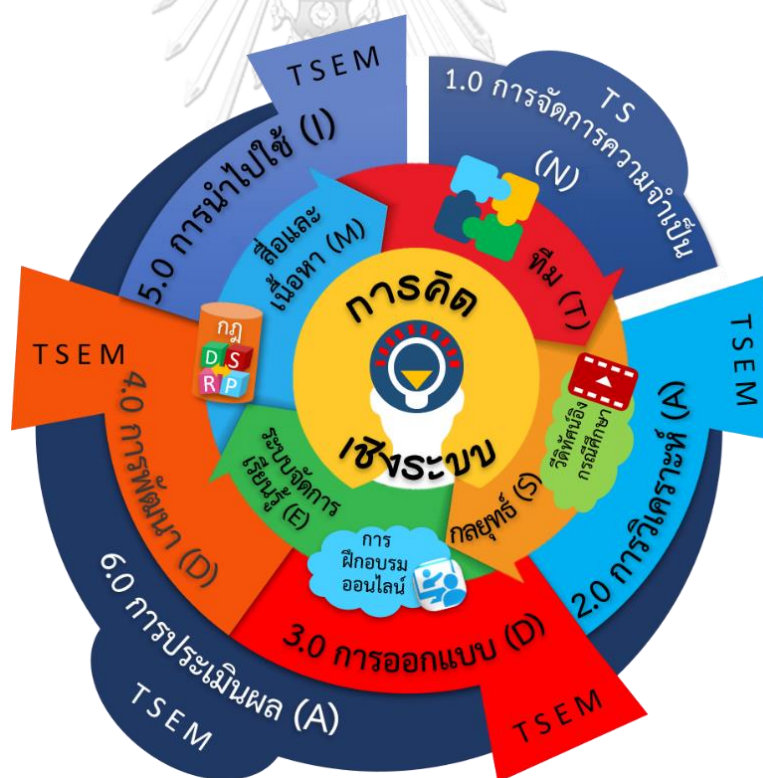 TS
1.0 การจัดการความจำเป็น
(N)
TSEM
2.0 การวิเคราะห์ (A)
TSEM
3.0 การออกแบบ (D)
TSEM
4.0 การพัฒนา (D)
TSEM
5.0 การนำไปใช้ (I)
6.0 การประเมินผล (A)
TSEM
ทีม (T)
กลยุทธ์ (S)
วีดิทัศน์อิง
กรณีศึกษา
ระบบจัดการ
เรียนรู้ (E)
การ
ฝึกอบรม
ออนไลน์
สื่อและ
เนื้อหา (M)
กฎ
D S
R P
การคิด
เชิงระบบ